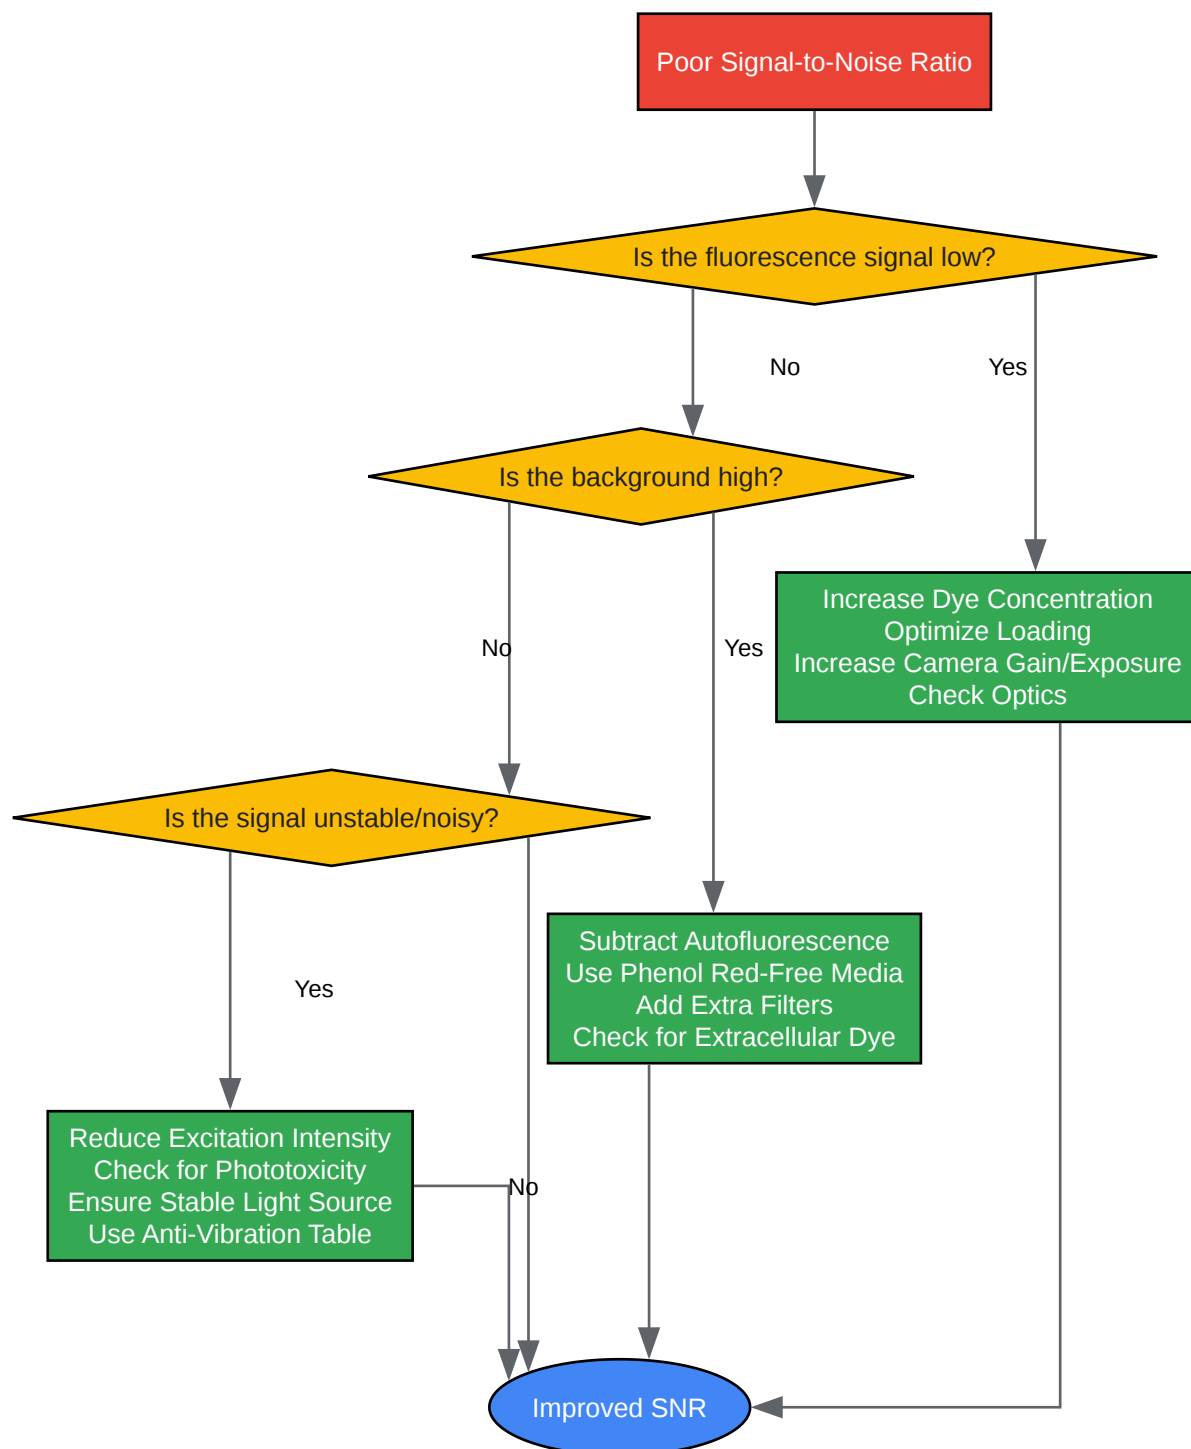 Poor Signal-to-Noise Ratio
Is the fluorescence signal low?
No
Yes
Is the background high?
Increase Dye Concentration
Optimize Loading
Increase Camera Gain/Exposure
Check Optics
No
Yes
Is the signal unstable/noisy?
Subtract Autofluorescence
Use Phenol Red-Free Media
Add Extra Filters
Check for Extracellular Dye
Yes
Reduce Excitation Intensity
Check for Phototoxicity
Ensure Stable Light Source
Use Anti-Vibration Table
No
Improved SNR